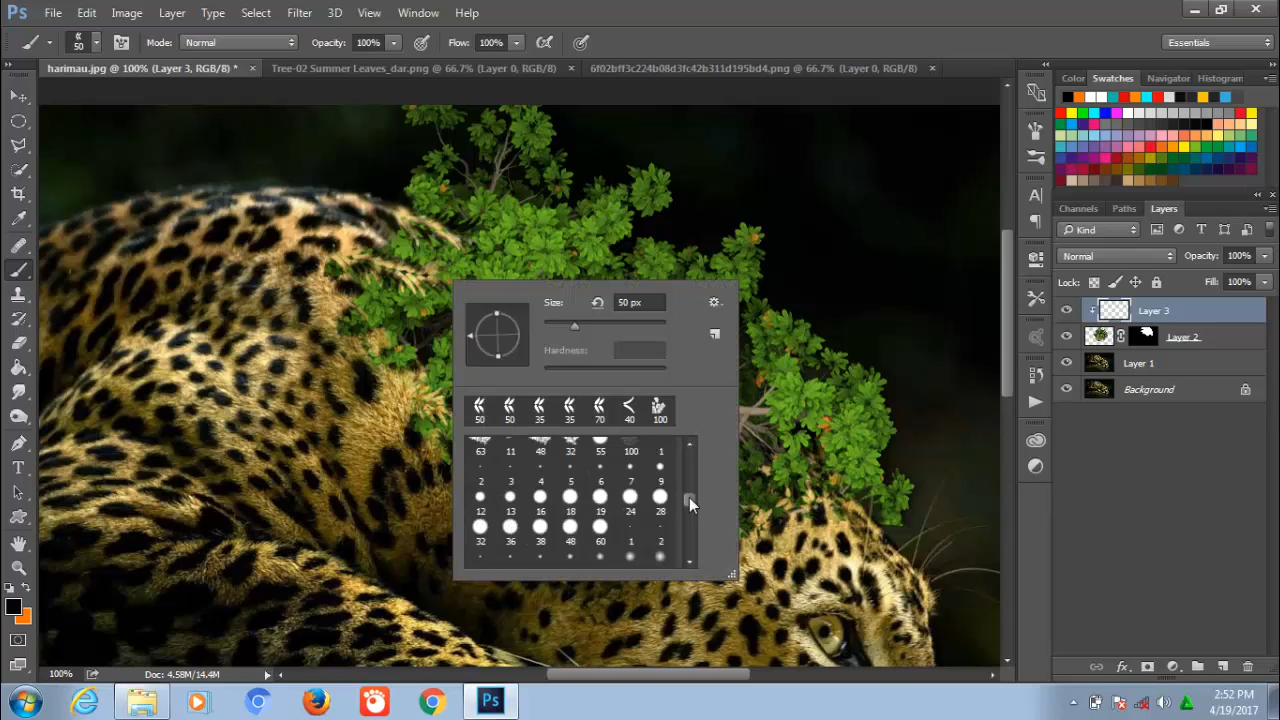 Ps File Edit Image Layer Type Select Filter 3D View Window Help
50 Mode: Normal Opacity: 100% Flow: 100% Essentials
harimau.jpg @ 100% (Layer 3, RGB/8) * Tree-02 Summer Leaves_dar.png @ 66.7% (Layer 0, RGB/8) 6f02bff3c224b08d3fc42b311d195bd4.png @ 66.7% (Layer 0, RGB/8)
Color Swatches Navigator Histogram
Channels Paths Layers
Kind
Normal Opacity: 100%
Lock: Fill: 100%
Layer 3
Layer 2
Layer 1
Background
Size: 50 px
Hardness:
50 50 35 35 70 40 100
63 11 48 32 55 100 1
2 3 4 5 6 7 9
12 13 16 18 19 24 28
32 36 38 48 60 1 2
100% Doc: 4.58M/14.4M
Ps
2:52 PM
4/19/2017